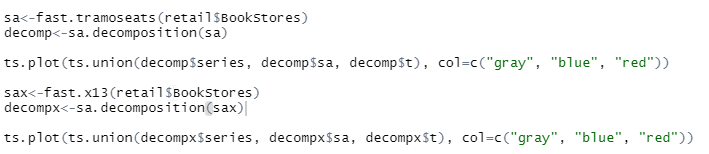 sa<-fast.tramoseats(retail$BookStores)
decomp<-sa.decomposition(sa)
ts.plot(ts.union(decomp$series, decomp$sa, decomp$t), col=c("gray", "blue", "red"))
sax<-fast.x13(retail$BookStores)
decompx<-sa.decomposition(sax)
ts.plot(ts.union(decompx$series, decompx$sa, decompx$t), col=c("gray", "blue", "red"))